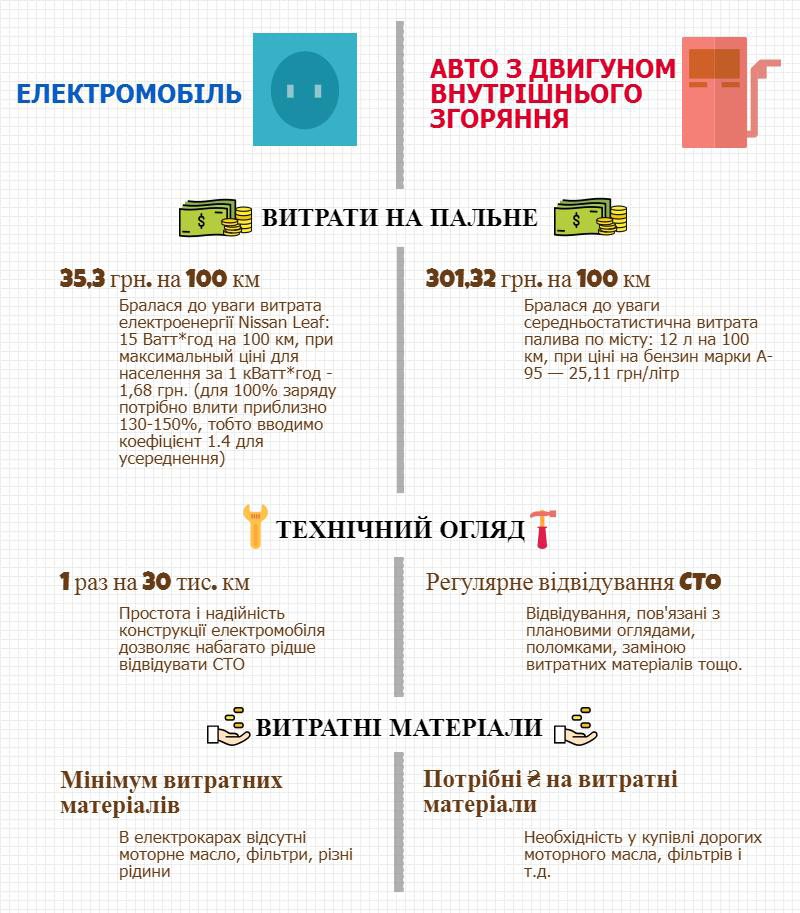 ЕЛЕКТРОМОБІЛЬ
АВТО З ДВИГУНОМ
ВНУТРІШНЬОГО
ЗГОРЯННЯ
ВИТРАТИ НА ПАЛЬНЕ
35,3 грн. на 100 км
Бралася до уваги витрата
електроенергії Nissan Leaf:
15 Ватт*год на 100 км, при
максимальный ціні для
населення за 1 кВатт*год -
1,68 грн. (для 100% заряду
потрібно влити приблизно
130-150%, тобто вводимо
коефіцієнт 1.4 для
усереднення)
301,32 грн. на 100 км
Бралася до уваги
середньостатистична витрата
палива по місту: 12 л на 100
км, при ціні на бензин марки А-
95 — 25,11 грн/літр
ТЕХНІЧНИЙ ОГЛЯД
1 раз на 30 тис. км
Простота і надійність
конструкції електромобіля
дозволяє набагато рідше
відвідувати СТО
Регулярне відвідування СТО
Відвідування, пов'язані з
плановими оглядами,
поломками, заміною
витратних матеріалів тощо.
ВИТРАТНІ МАТЕРІАЛИ
Мінімум витратних
матеріалів
В електрокарах відсутні
моторне масло, фільтри, різні
рідини
Потрібні ₴ на витратні
матеріали
Необхідність у купівлі дорогих
моторного масла, фільтрів і
т.д.